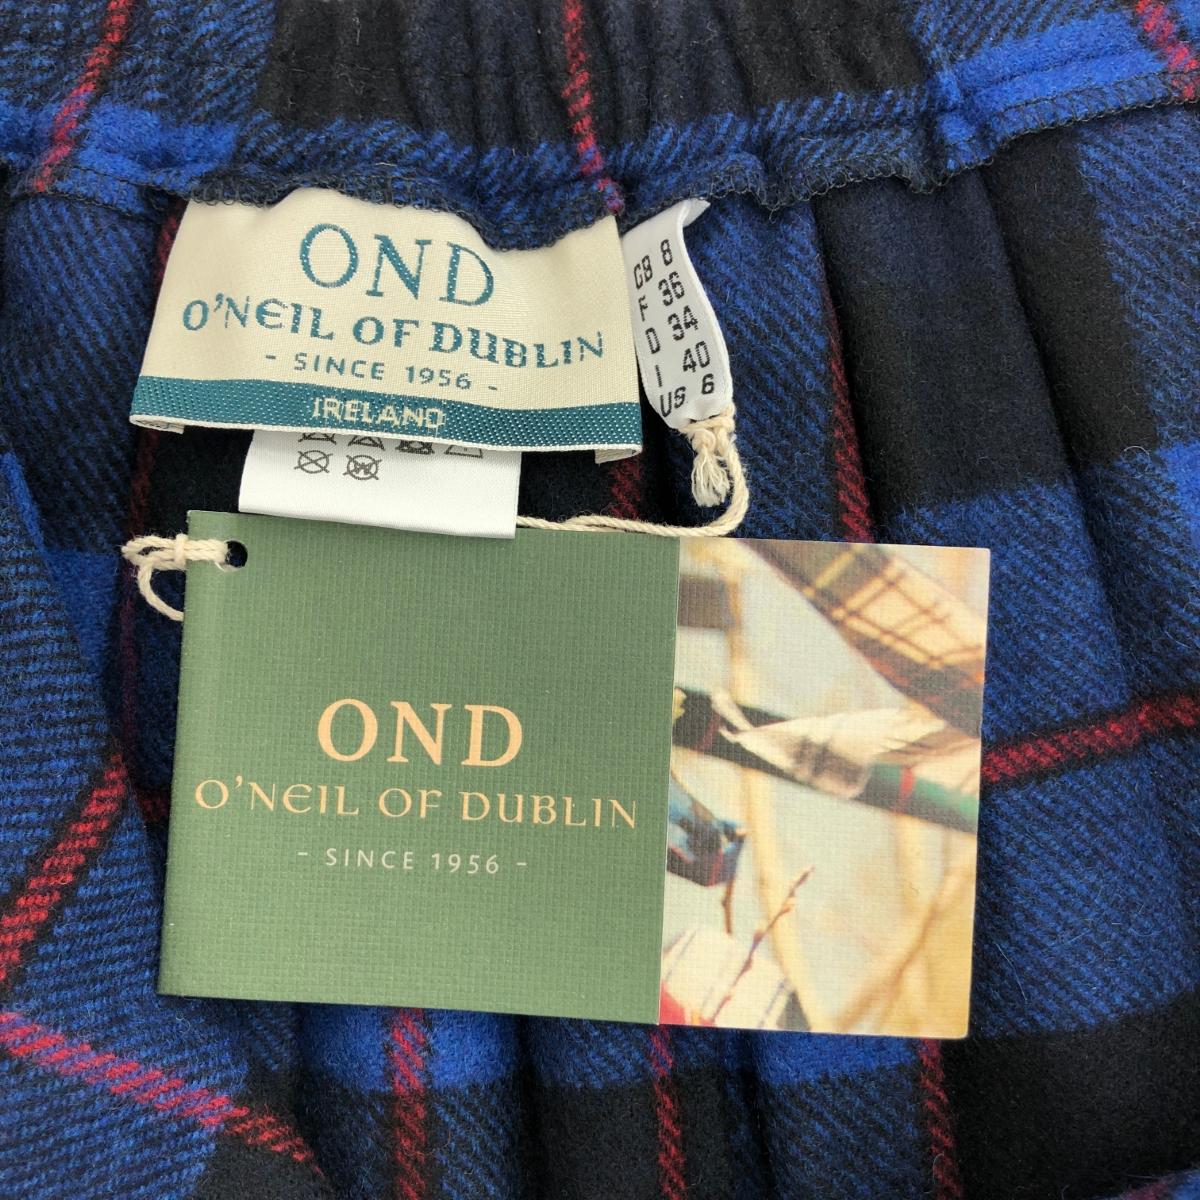 OND
O'NEIL OF DUBLIN
- SINCE 1956 -
IRELAND
GB 8
F 36
D 34
I 40
US 6
OND
O'NEIL OF DUBLIN
- SINCE 1956 -